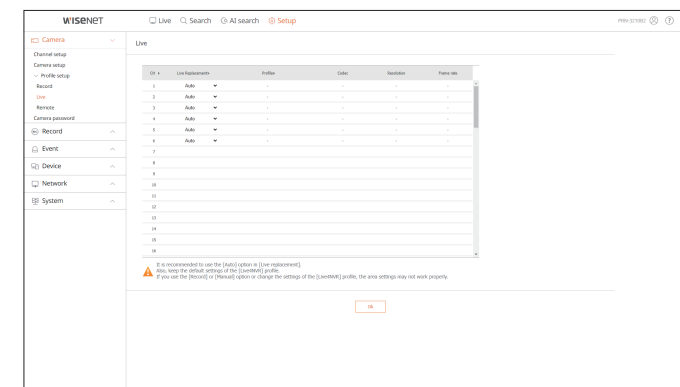 WISENET
Live Search AI search Setup
PRN-3210B2
Camera
Channel setup
Camera setup
Profile setup
Record
Live
Remote
Camera password
Record
Event
Device
Network
System
Live
CH Live Replacement Profiles Codec Resolution Frame rate
1 Auto - - - -
2 Auto - - - -
3 Auto - - - -
4 Auto - - - -
5 Auto - - - -
6 Auto - - - -
7
8
9
10
11
12
13
14
15
16
It is recommended to use the [Auto] option in [Live replacement].
Also, keep the default settings of the [Live4NVR] profile.
If you use the [Record] or [Manual] option or change the settings of the [Live4NVR] profile, the area settings may not work properly.
Ok